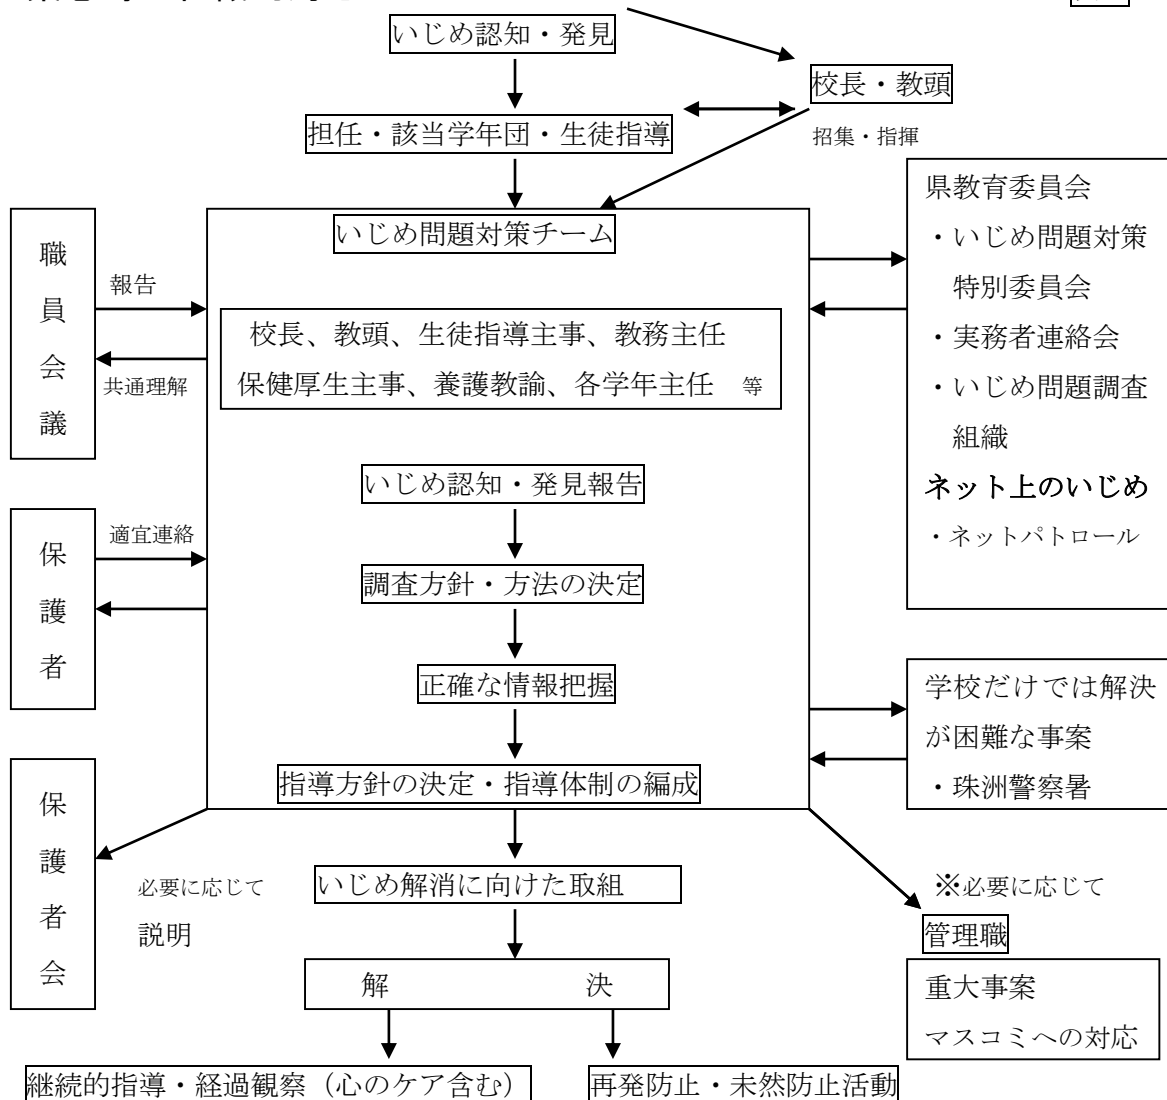 いじめ認知・発見
校長・教頭
担任・該当学年団・生徒指導
招集・指揮
県教育委員会
・いじめ問題対策
特別委員会
・実務者連絡会
・いじめ問題調査
組織
ネット上のいじめ
・ネットパトロール
いじめ問題対策チーム
職員会議
報告
共通理解
校長、教頭、生徒指導主事、教務主任
保健厚生主事、養護教諭、各学年主任 等
いじめ認知・発見報告
保護者
適宜連絡
調査方針・方法の決定
正確な情報把握
学校だけでは解決
が困難な事案
・珠洲警察署
指導方針の決定・指導体制の編成
保護者会
必要に応じて
説明
いじめ解消に向けた取組
※必要に応じて
管理職
重大事案
マスコミへの対応
解 決
継続的指導・経過観察（心のケア含む）
再発防止・未然防止活動